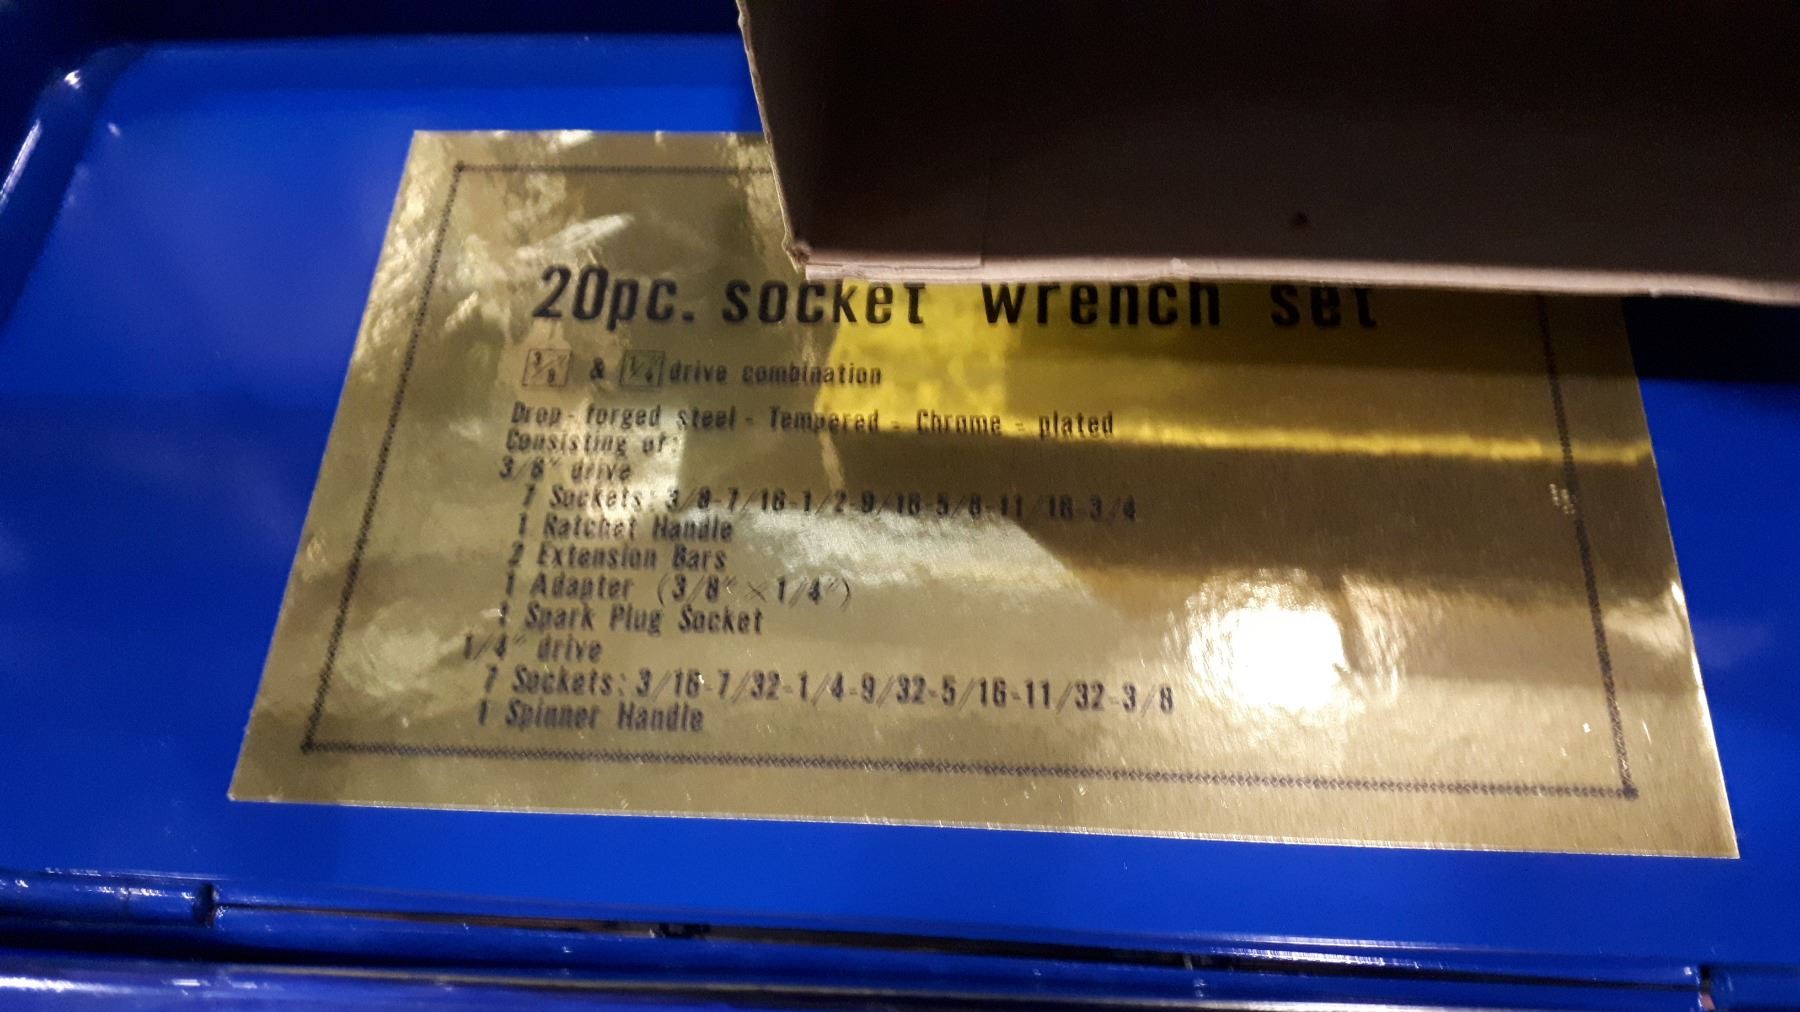 20pc. socket wrench set
3/8" & 1/4" drive combination
Drop-forged steel - Tempered - Chrome - plated
Consisting of:
3/8" drive
7 Sockets: 3/8-7/16-1/2-9/16-5/8-11/16-3/4
1 Ratchet Handle
2 Extension Bars
1 Adapter (3/8"×1/4")
1 Spark Plug Socket
1/4" drive
7 Sockets: 3/16-7/32-1/4-9/32-5/16-11/32-3/8
1 Spinner Handle